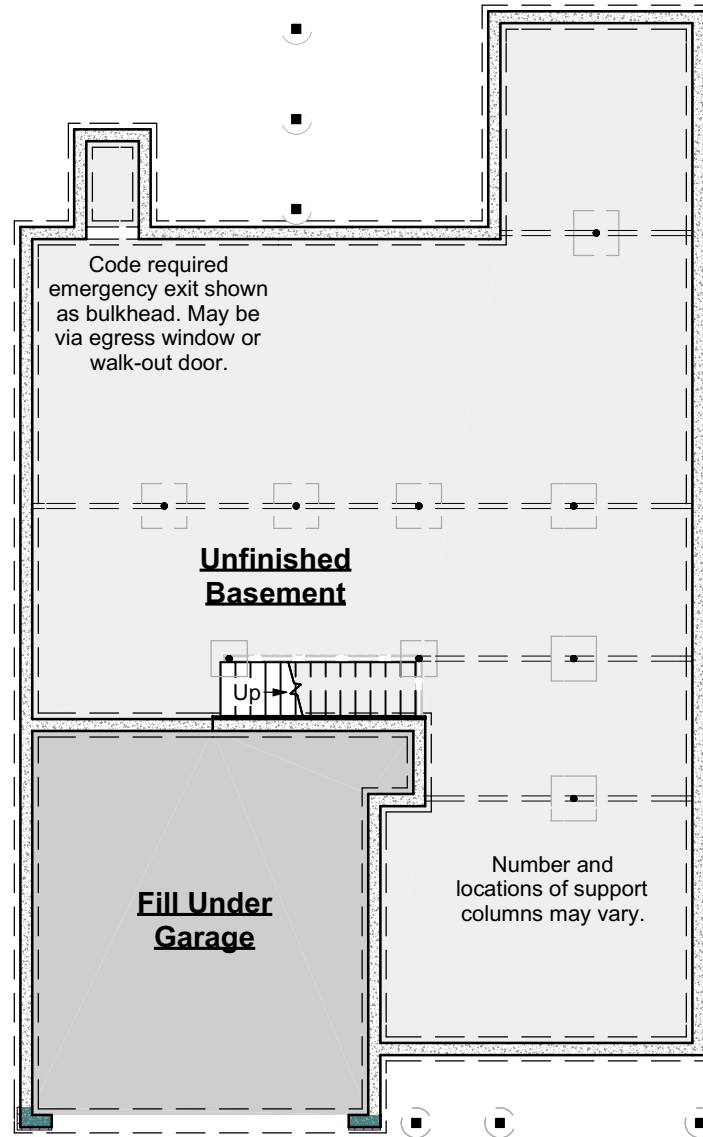 Code required
emergency exit shown
as bulkhead. May be
via egress window or
walk-out door.
Unfinished
Basement
Up
Fill Under
Garage
Number and
locations of support
columns may vary.